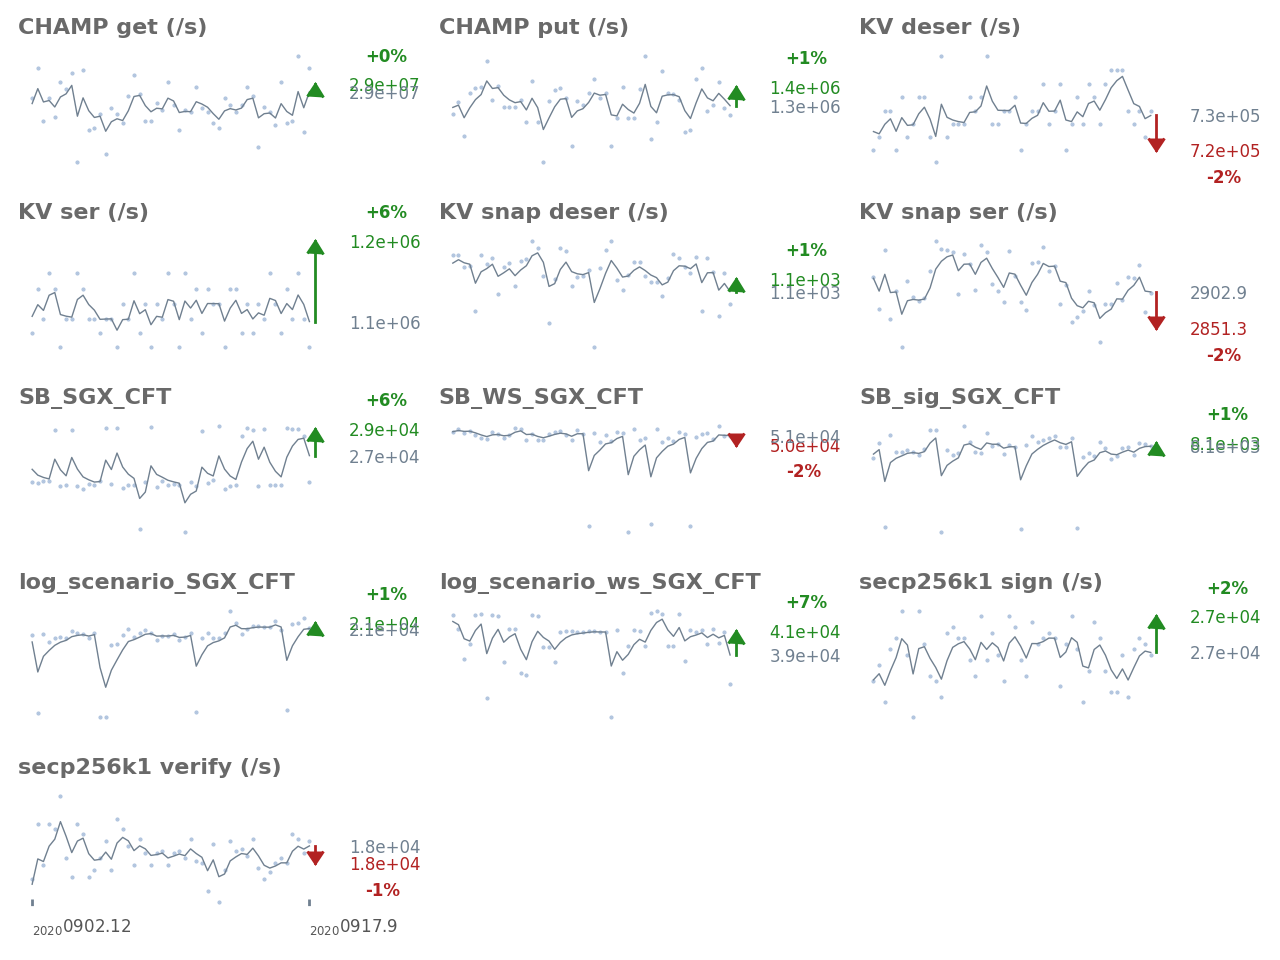 CHAMP get (/s)
+0%
2.9e+07
2.9e+07
CHAMP put (/s)
+1%
1.4e+06
1.3e+06
KV deser (/s)
7.3e+05
7.2e+05
-2%
KV ser (/s)
+6%
1.2e+06
1.1e+06
KV snap deser (/s)
+1%
1.1e+03
1.1e+03
KV snap ser (/s)
2902.9
2851.3
-2%
SB_SGX_CFT
+6%
2.9e+04
2.7e+04
SB_WS_SGX_CFT
5.1e+04
5.0e+04
-2%
SB_sig_SGX_CFT
+1%
8.1e+03
8.1e+03
log_scenario_SGX_CFT
+1%
2.1e+04
2.1e+04
log_scenario_ws_SGX_CFT
+7%
4.1e+04
3.9e+04
secp256k1 sign (/s)
+2%
2.7e+04
2.7e+04
secp256k1 verify (/s)
1.8e+04
1.8e+04
-1%
2020 0902.12
2020 0917.9